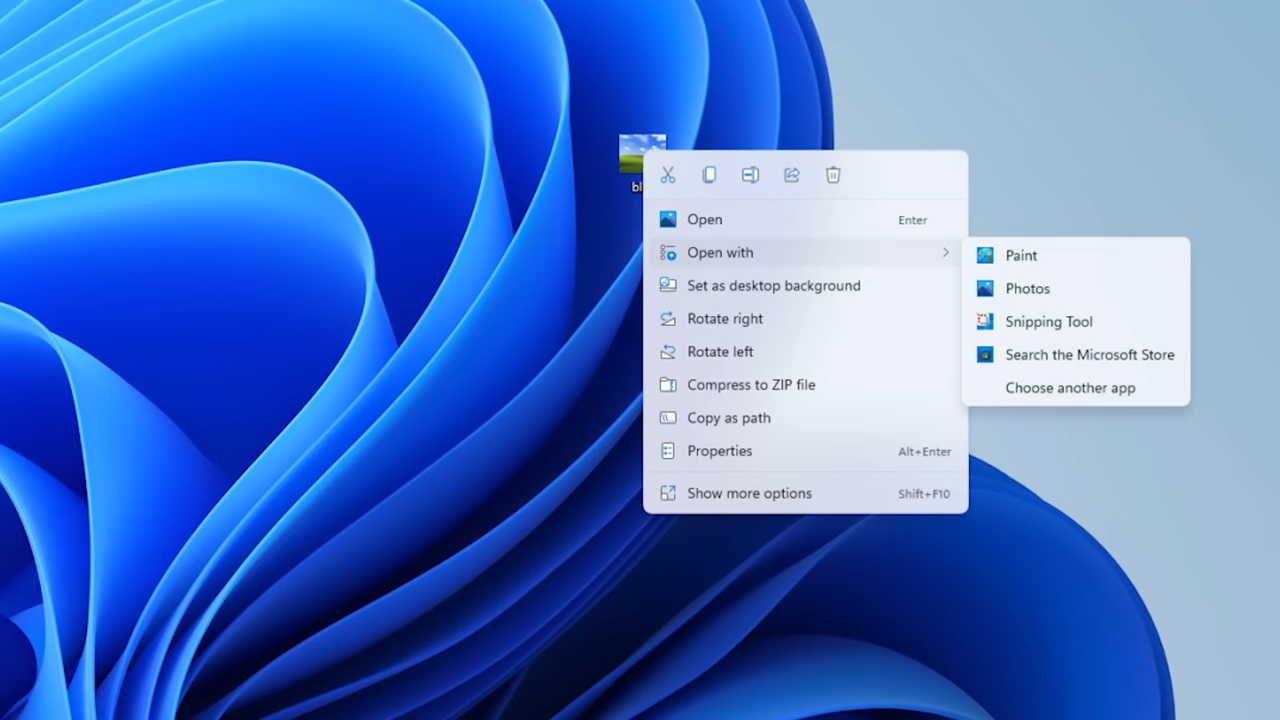 Open Enter
Open with
Set as desktop background
Rotate right
Rotate left
Compress to ZIP file
Copy as path
Properties Alt+Enter
Show more options Shift+F10
Paint
Photos
Snipping Tool
Search the Microsoft Store
Choose another app